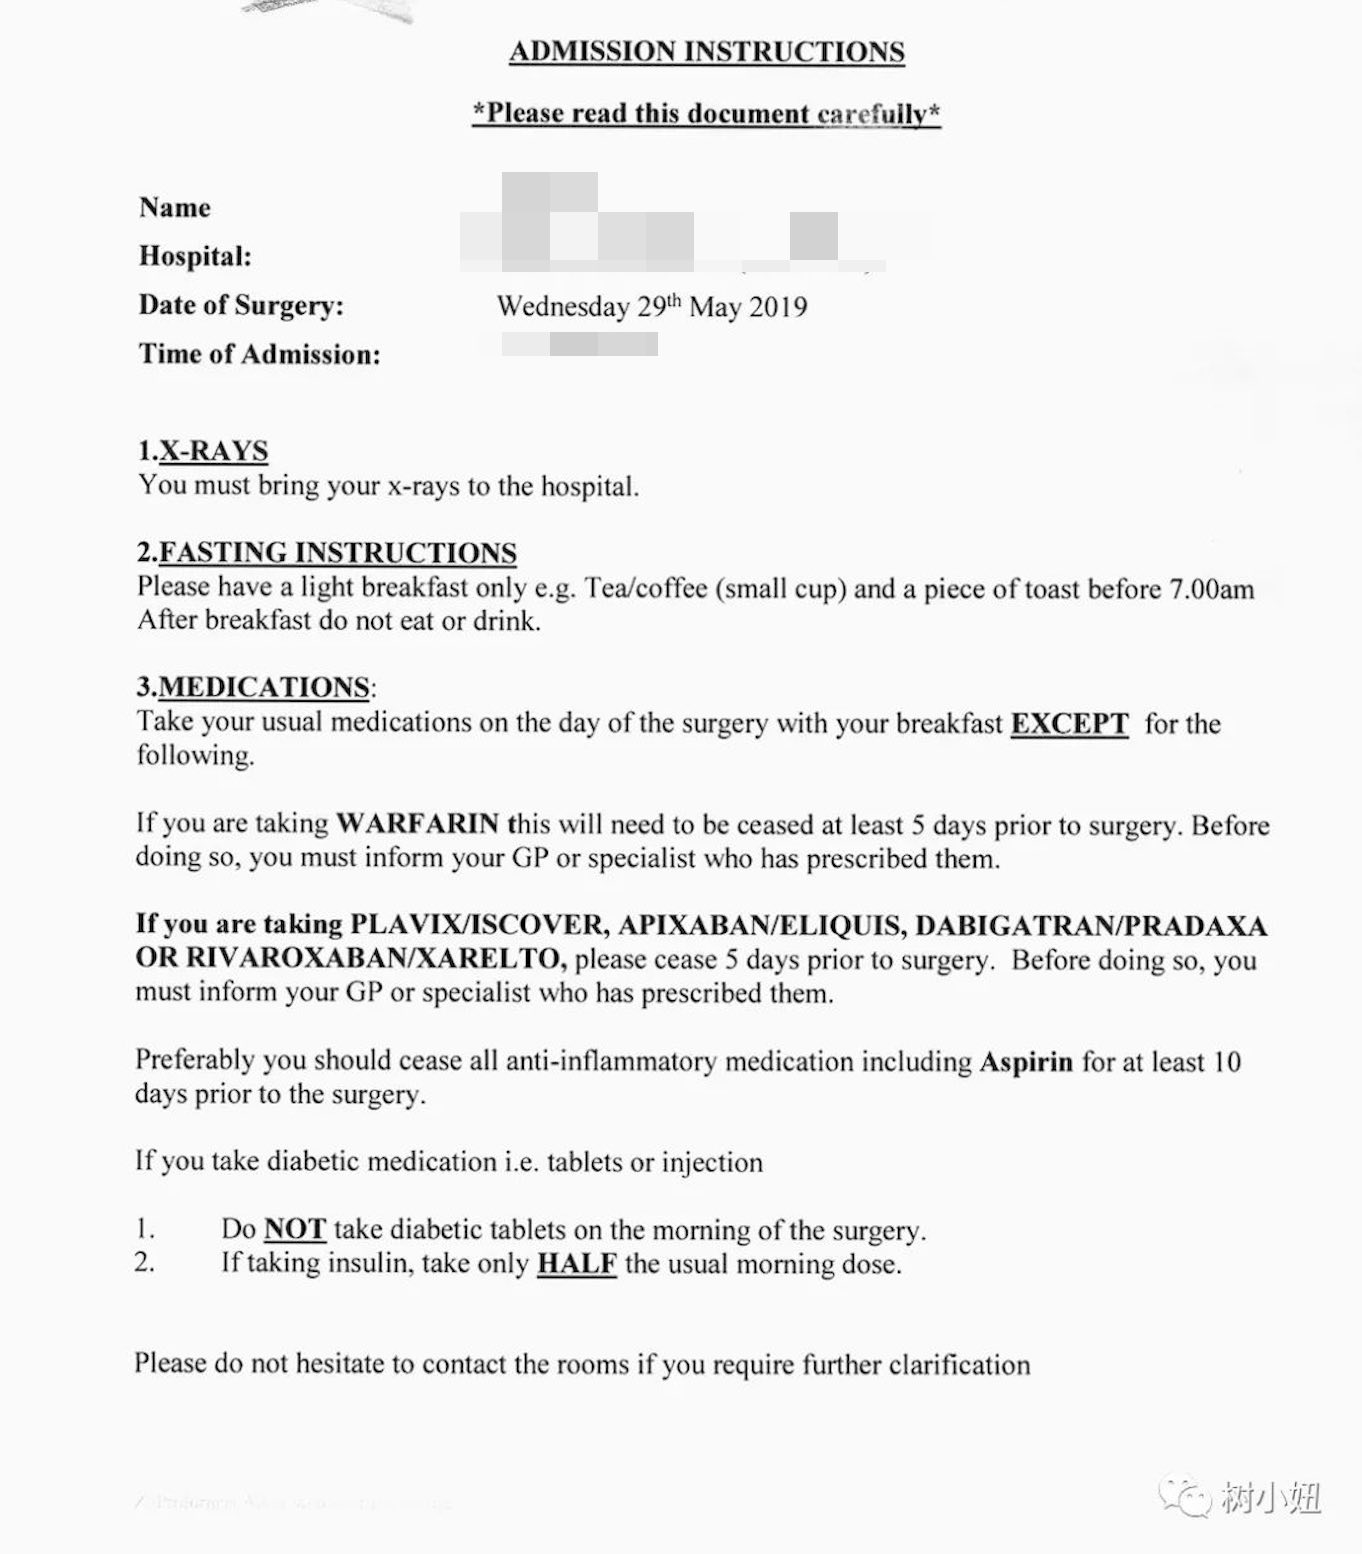 ADMISSION INSTRUCTIONS
*Please read this document carefully*
Name
Hospital:
Date of Surgery: Wednesday 29th May 2019
Time of Admission:
1.X-RAYS
You must bring your x-rays to the hospital.
2.FASTING INSTRUCTIONS
Please have a light breakfast only e.g. Tea/coffee (small cup) and a piece of toast before 7.00am
After breakfast do not eat or drink.
3.MEDICATIONS:
Take your usual medications on the day of the surgery with your breakfast EXCEPT for the
following.
If you are taking WARFARIN this will need to be ceased at least 5 days prior to surgery. Before
doing so, you must inform your GP or specialist who has prescribed them.
If you are taking PLAVIX/ISCOVER, APIXABAN/ELIQUIS, DABIGATRAN/PRADAXA
OR RIVAROXABAN/XARELTO, please cease 5 days prior to surgery. Before doing so, you
must inform your GP or specialist who has prescribed them.
Preferably you should cease all anti-inflammatory medication including Aspirin for at least 10
days prior to the surgery.
If you take diabetic medication i.e. tablets or injection
1. Do NOT take diabetic tablets on the morning of the surgery.
2. If taking insulin, take only HALF the usual morning dose.
Please do not hesitate to contact the rooms if you require further clarification
树小妞